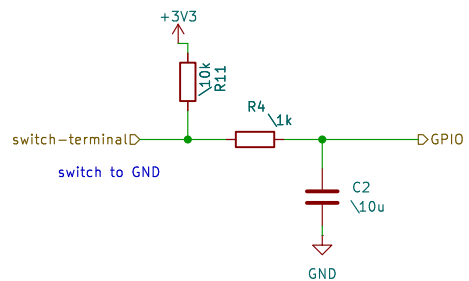 +3V3
\10k
R11
R4
\1k
switch-terminal
GPIO
switch to GND
C2
\10u
GND